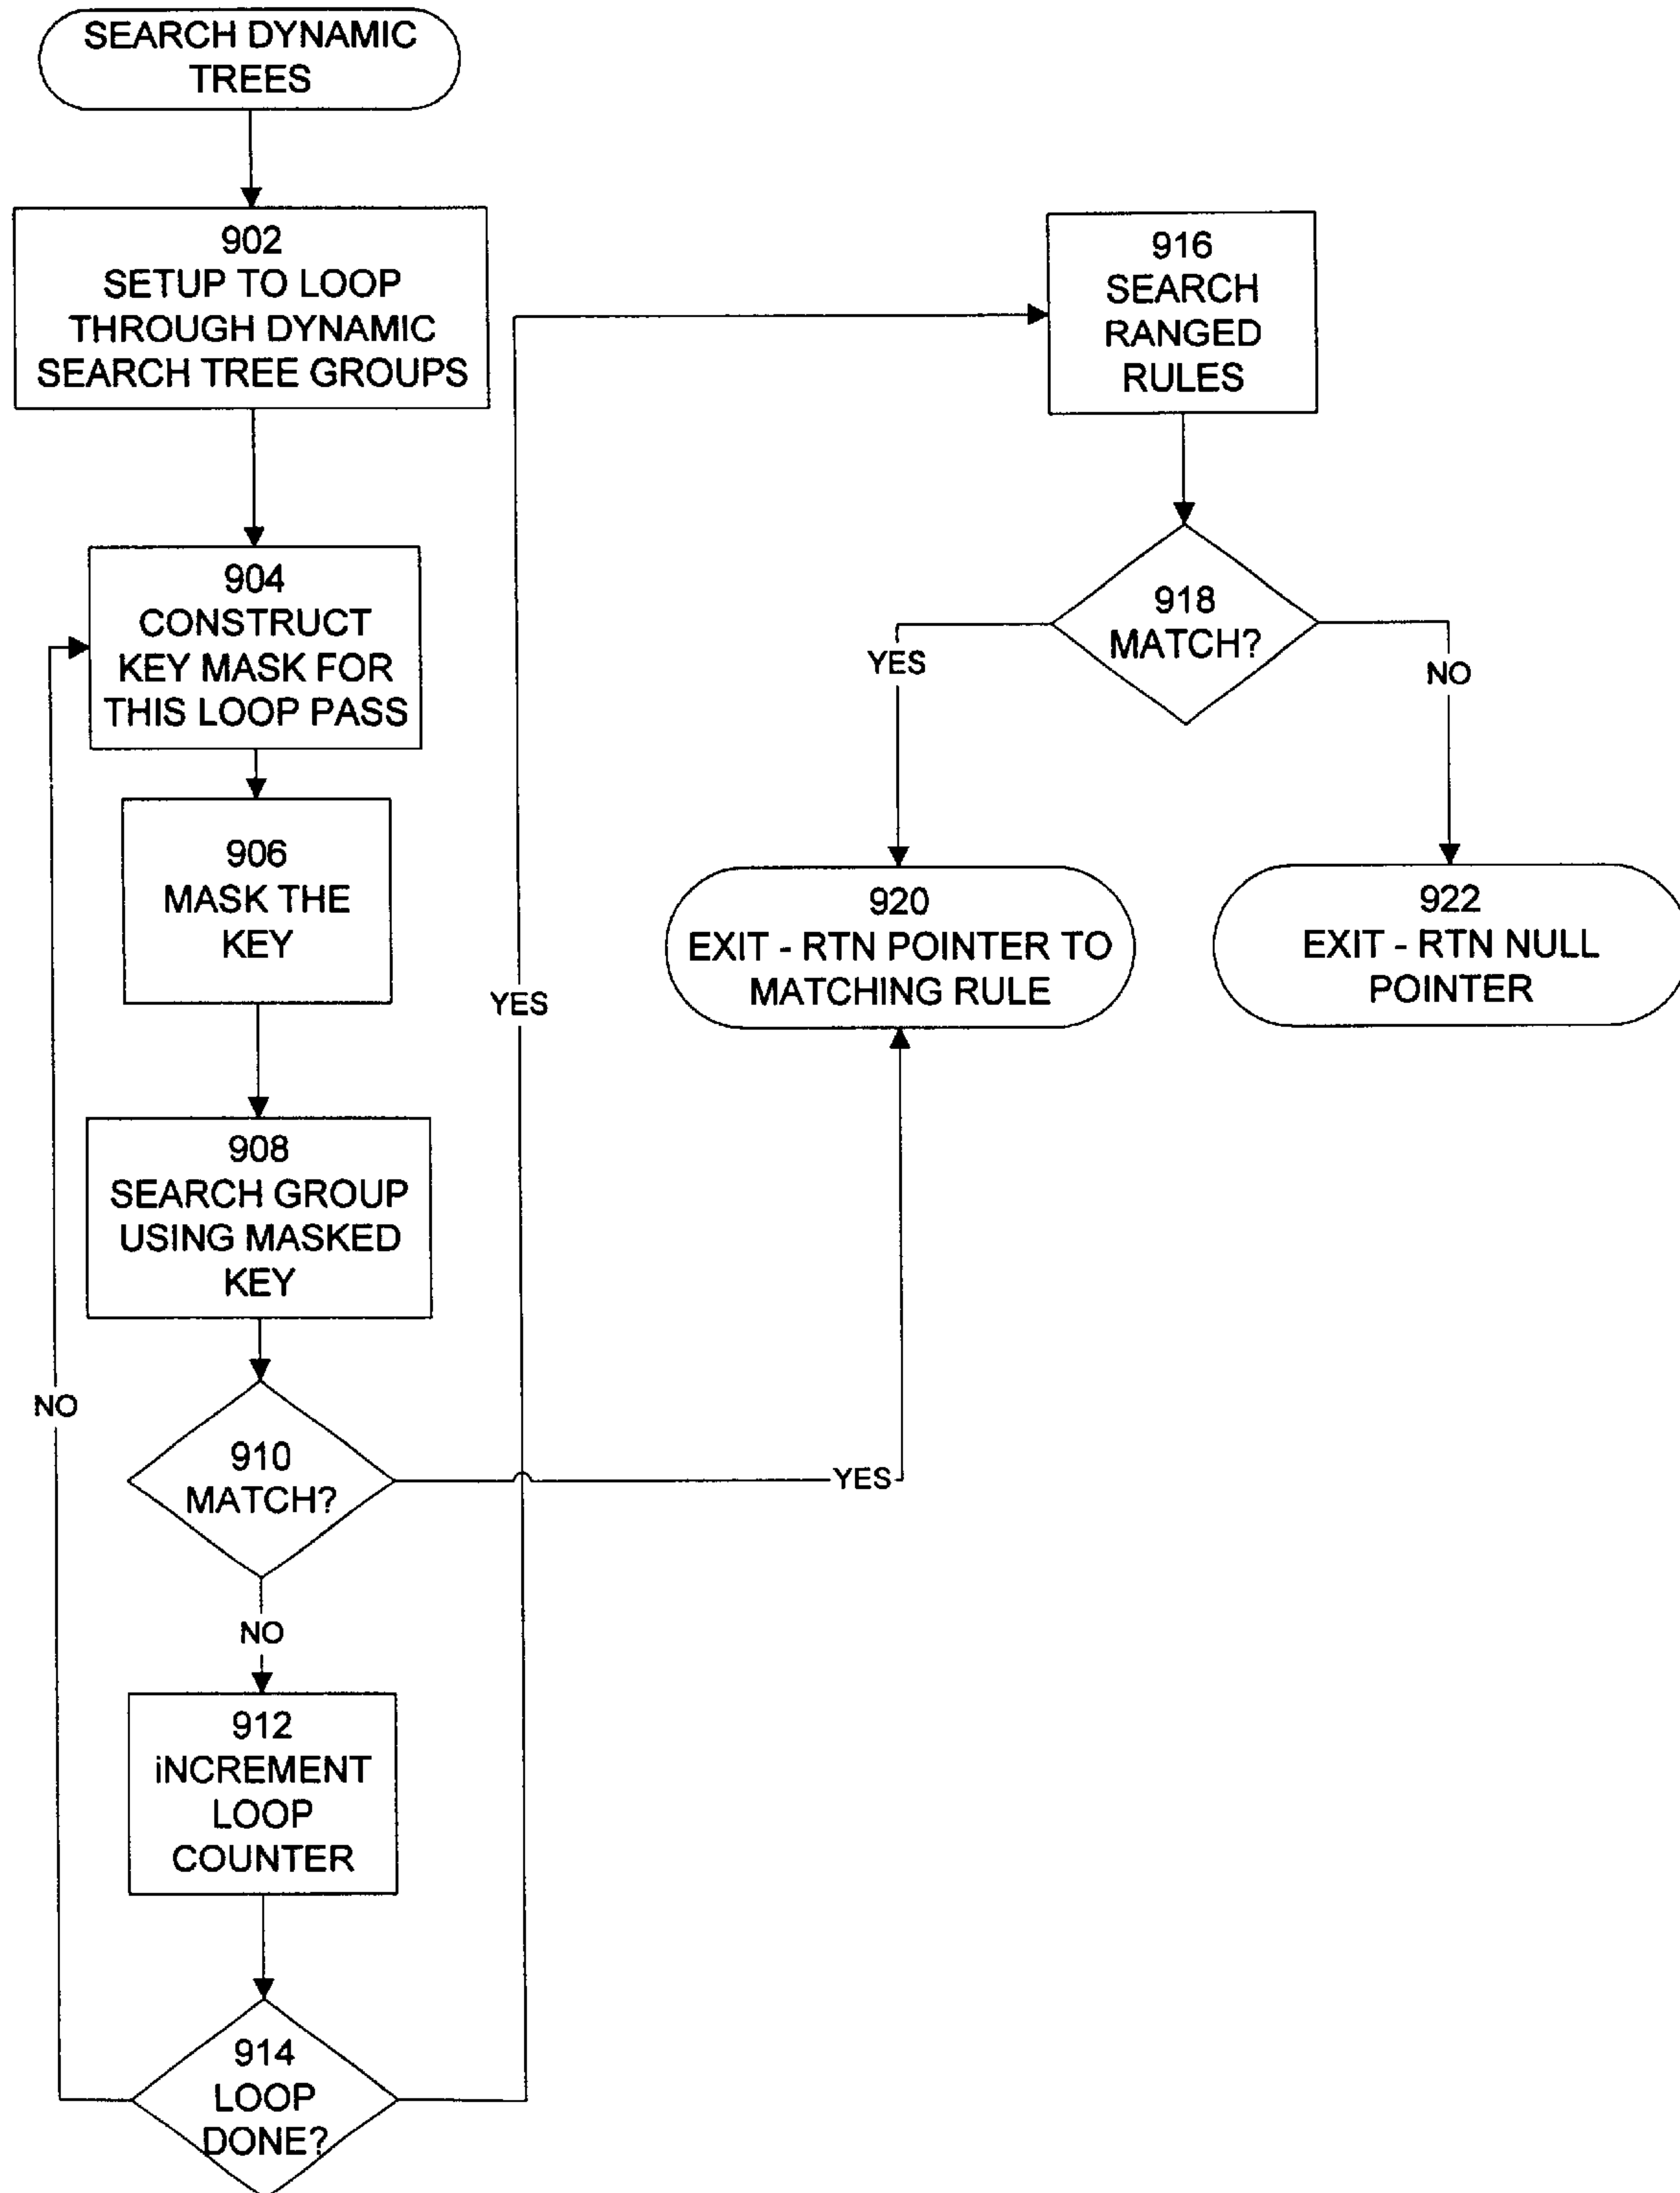 SEARCH DYNAMIC
TREES
902
SETUP TO LOOP
THROUGH DYNAMIC
SEARCH TREE GROUPS
904
CONSTRUCT
KEY MASK FOR
THIS LOOP PASS
906
MASK THE
KEY
908
SEARCH GROUP
USING MASKED
KEY
910
MATCH?
YES
NO
912
iNCREMENT
LOOP
COUNTER
914
LOOP
DONE?
NO
YES
916
SEARCH
RANGED
RULES
918
MATCH?
YES
NO
920
EXIT - RTN POINTER TO
MATCHING RULE
922
EXIT - RTN NULL
POINTER